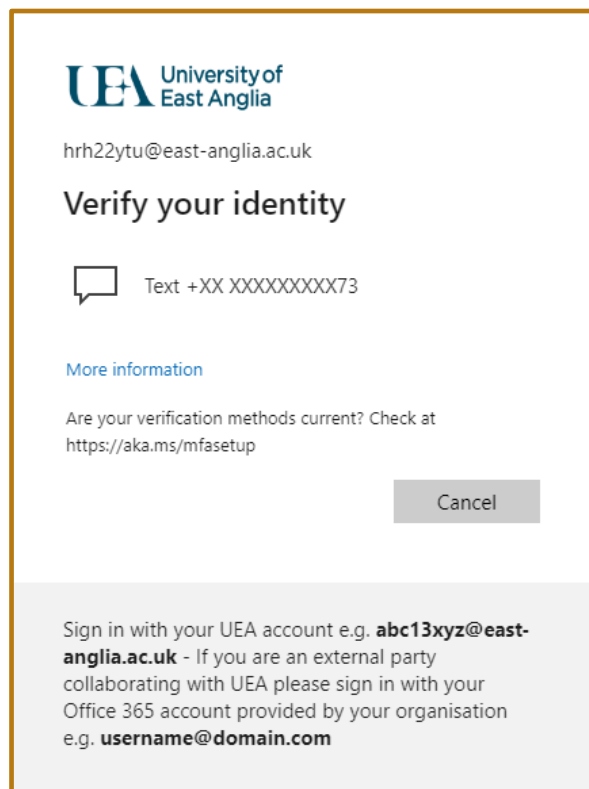 UEA University of
East Anglia
hrh22ytu@east-anglia.ac.uk
Verify your identity
Text +XX XXXXXXXXX73
More information
Are your verification methods current? Check at
https://aka.ms/mfasetup
Cancel
Sign in with your UEA account e.g. abc13xyz@east-
anglia.ac.uk - If you are an external party
collaborating with UEA please sign in with your
Office 365 account provided by your organisation
e.g. username@domain.com